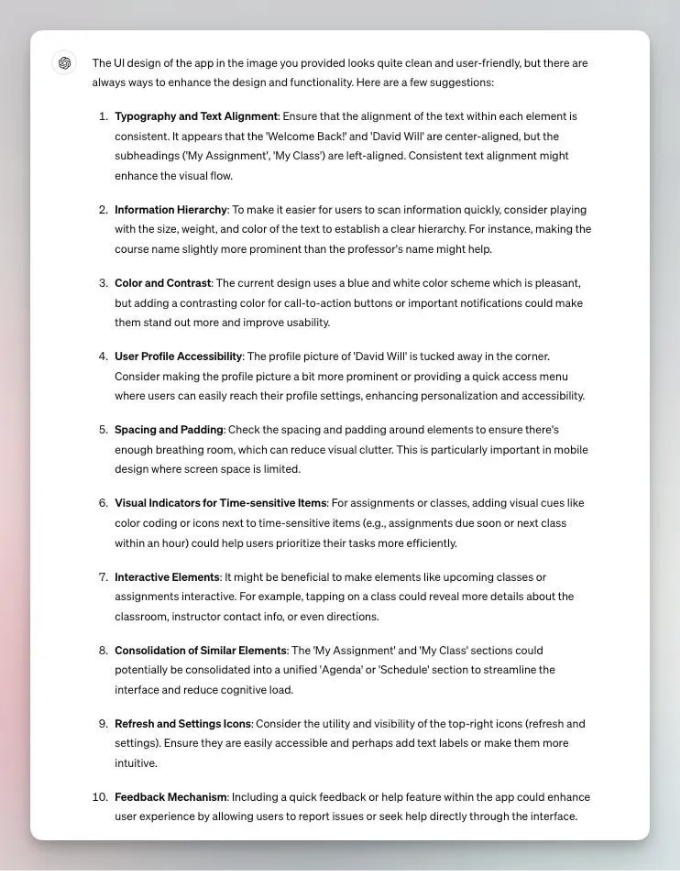 The UI design of the app in the image you provided looks quite clean and user-friendly, but there are
always ways to enhance the design and functionality. Here are a few suggestions:
1. Typography and Text Alignment: Ensure that the alignment of the text within each element is
consistent. It appears that the 'Welcome Back!' and 'David Will' are center-aligned, but the
subheadings ('My Assignment', 'My Class') are left-aligned. Consistent text alignment might
enhance the visual flow.
2. Information Hierarchy: To make it easier for users to scan information quickly, consider playing
with the size, weight, and color of the text to establish a clear hierarchy. For instance, making the
course name slightly more prominent than the professor's name might help.
3. Color and Contrast: The current design uses a blue and white color scheme which is pleasant,
but adding a contrasting color for call-to-action buttons or important notifications could make
them stand out more and improve usability.
4. User Profile Accessibility: The profile picture of 'David Will' is tucked away in the corner.
Consider making the profile picture a bit more prominent or providing a quick access menu
where users can easily reach their profile settings, enhancing personalization and accessibility.
5. Spacing and Padding: Check the spacing and padding around elements to ensure there's
enough breathing room, which can reduce visual clutter. This is particularly important in mobile
design where screen space is limited.
6. Visual Indicators for Time-sensitive Items: For assignments or classes, adding visual cues like
color coding or icons next to time-sensitive items (e.g., assignments due soon or next class
within an hour) could help users prioritize their tasks more efficiently.
7. Interactive Elements: It might be beneficial to make elements like upcoming classes or
assignments interactive. For example, tapping on a class could reveal more details about the
classroom, instructor contact info, or even directions.
8. Consolidation of Similar Elements: The 'My Assignment' and 'My Class' sections could
potentially be consolidated into a unified 'Agenda' or 'Schedule' section to streamline the
interface and reduce cognitive load.
9. Refresh and Settings Icons: Consider the utility and visibility of the top-right icons (refresh and
settings). Ensure they are easily accessible and perhaps add text labels or make them more
intuitive.
10. Feedback Mechanism: Including a quick feedback or help feature within the app could enhance
user experience by allowing users to report issues or seek help directly through the interface.